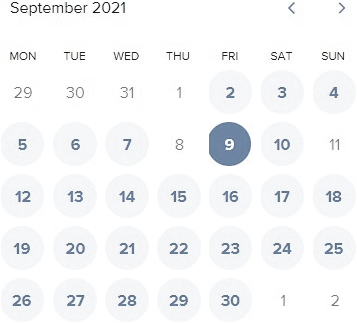 September 2021
MON TUE WED THU FRI SAT SUN
29 30 31 1 2 3 4
5 6 7 8 9 10 11
12 13 14 15 16 17 18
19 20 21 22 23 24 25
26 27 28 29 30 1 2